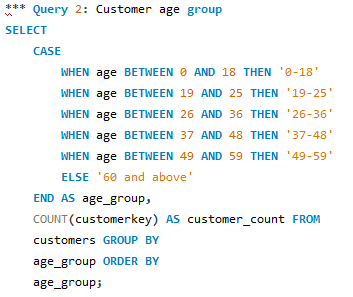 *** Query 2: Customer age group
SELECT
CASE
WHEN age BETWEEN 0 AND 18 THEN '0-18'
WHEN age BETWEEN 19 AND 25 THEN '19-25'
WHEN age BETWEEN 26 AND 36 THEN '26-36'
WHEN age BETWEEN 37 AND 48 THEN '37-48'
WHEN age BETWEEN 49 AND 59 THEN '49-59'
ELSE '60 and above'
END AS age_group,
COUNT(customerkey) AS customer_count FROM
customers GROUP BY
age_group ORDER BY
age_group;